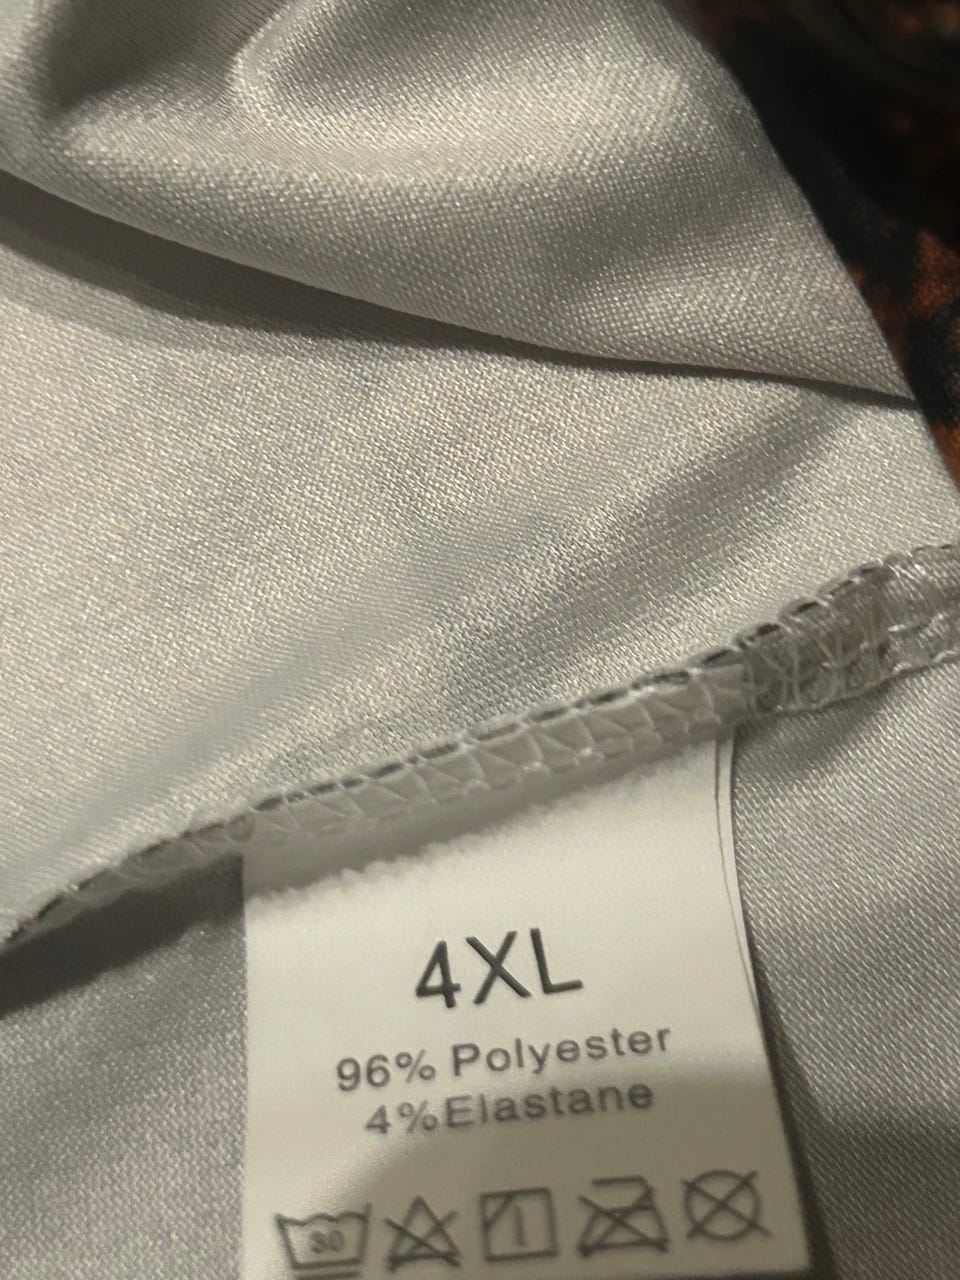 4XL
96% Polyester
4%Elastane
30